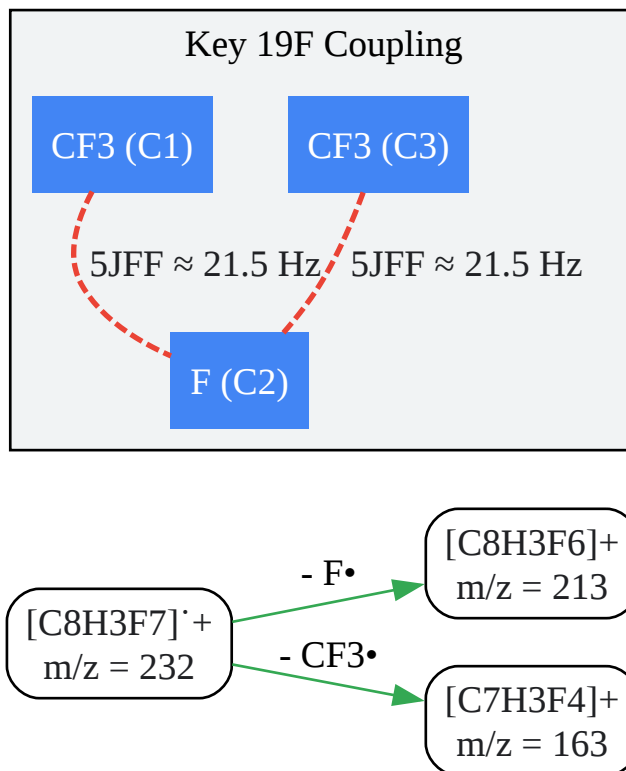 Key 19F Coupling
CF3 (C1)
CF3 (C3)
5JFF ≈ 21.5 Hz
5JFF ≈ 21.5 Hz
F (C2)
- F•
[C8H3F6]+
m/z = 213
[C8H3F7]˙+
m/z = 232
- CF3•
[C7H3F4]+
m/z = 163